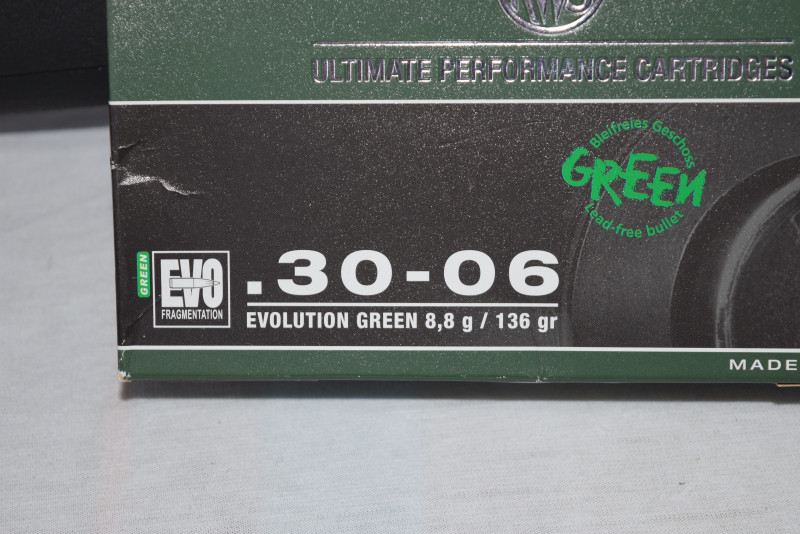 RWS
ULTIMATE PERFORMANCE CARTRIDGES
Bleifreies Geschoss
GREEN
Lead-free bullet
GREEN
EVO
FRAGMENTATION
.30-06
EVOLUTION GREEN 8,8 g / 136 gr
MADE